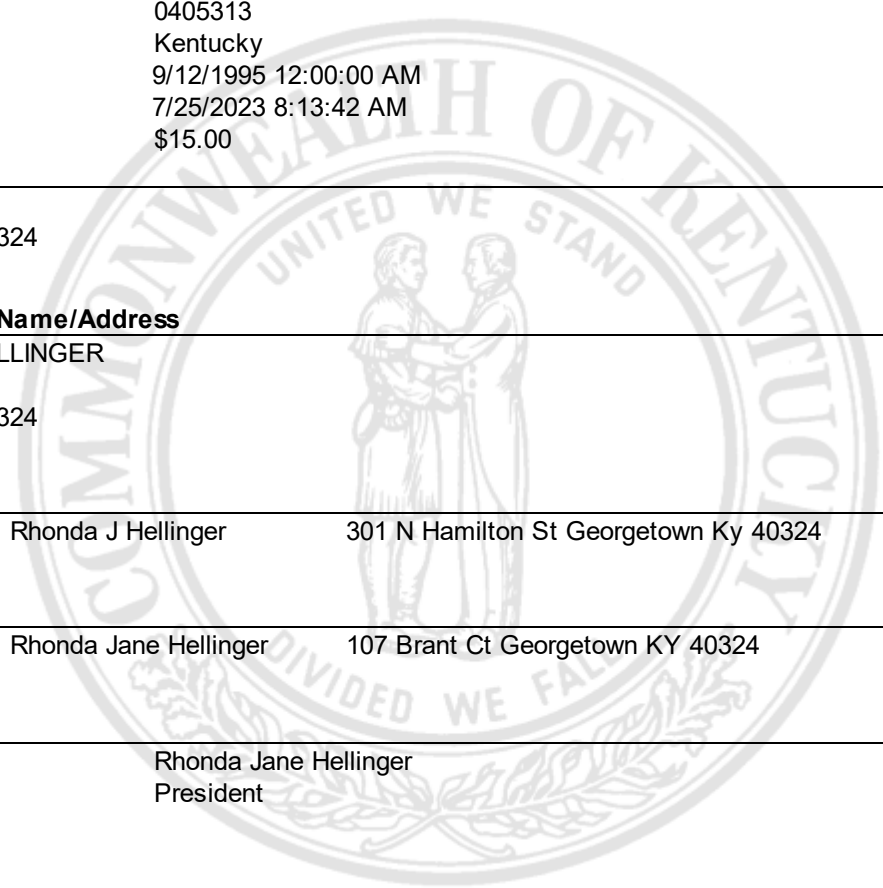 0405313
Kentucky
9/12/1995 12:00:00 AM
7/25/2023 8:13:42 AM
$15.00
COMMONWEALTH OF KENTUCKY
UNITED WE STAND
324
Name/Address
LLINGER
324
Rhonda J Hellinger 301 N Hamilton St Georgetown Ky 40324
Rhonda Jane Hellinger 107 Brant Ct Georgetown KY 40324
DIVIDED WE FALL
Rhonda Jane Hellinger
President